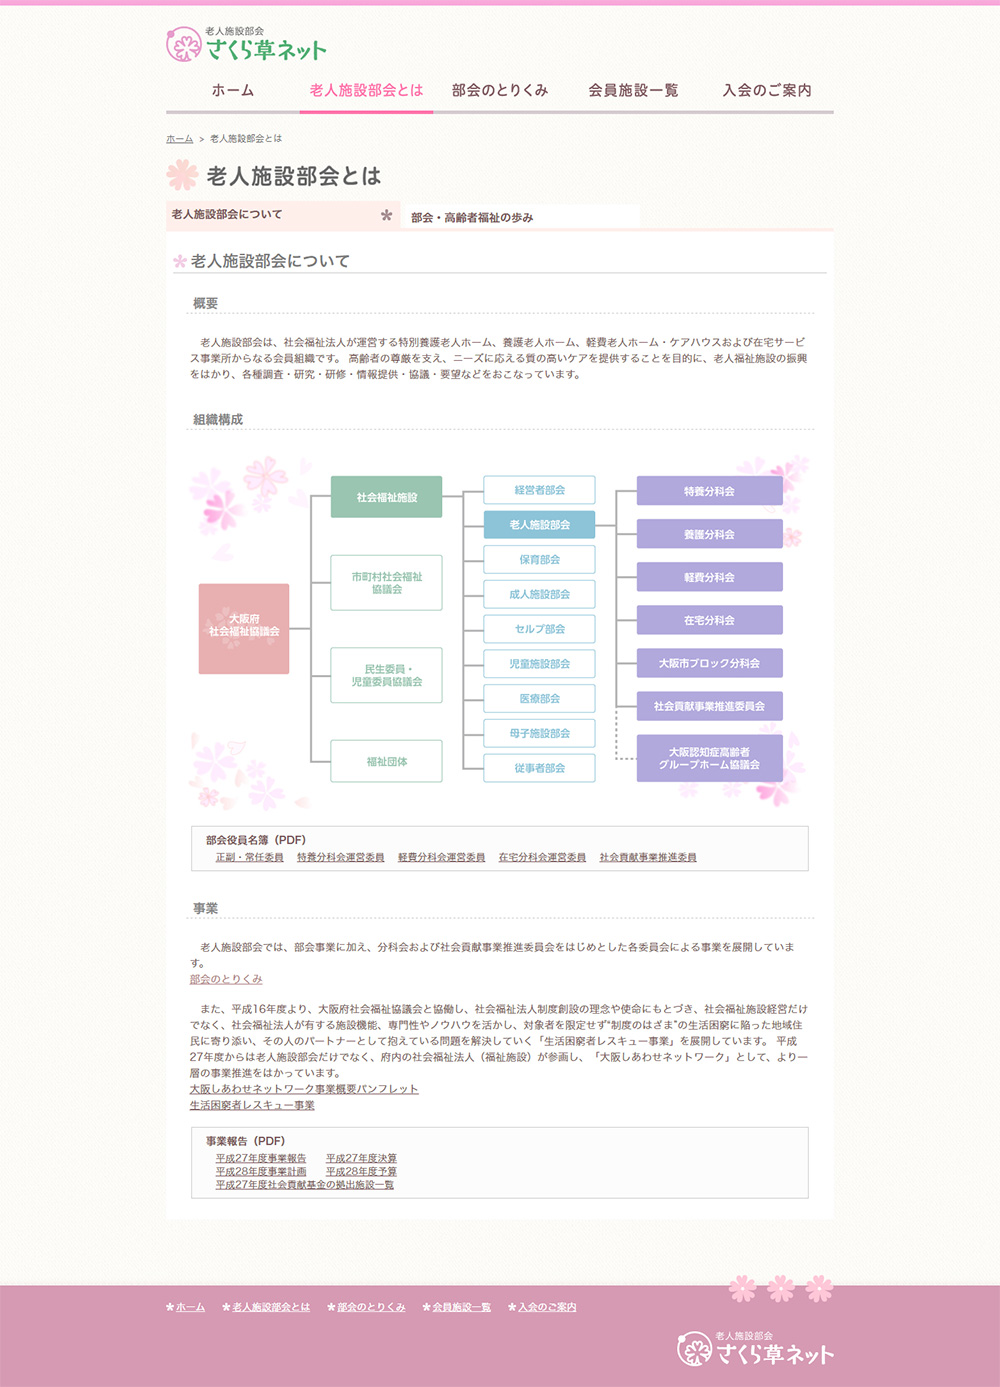 老人施設部会
さくら草ネット
ホーム 老人施設部会とは 部会のとりくみ 会員施設一覧 入会のご案内
ホーム > 老人施設部会とは
老人施設部会とは
老人施設部会について
部会・高齢者福祉の歩み
老人施設部会について
概要
老人施設部会は、社会福祉法人が運営する特別養護老人ホーム、養護老人ホーム、軽費老人ホーム・ケアハウスおよび在宅サービ
ス事業所からなる会員組織です。 高齢者の尊厳を支え、ニーズに応える質の高いケアを提供することを目的に、老人福祉施設の振興
をはかり、各種調査・研究・研修・情報提供・協議・要望などをおこなっています。
組織構成
大阪府
社会福祉協議会
社会福祉施設
市町村社会福祉
協議会
民生委員・
児童委員協議会
福祉団体
経営者部会
老人施設部会
保育部会
成人施設部会
セルプ部会
児童施設部会
医療部会
母子施設部会
従事者部会
特養分科会
養護分科会
軽費分科会
在宅分科会
大阪市ブロック分科会
社会貢献事業推進委員会
大阪認知症高齢者
グループホーム協議会
部会役員名簿（PDF）
正副・常任委員 特養分科会運営委員 軽費分科会運営委員 在宅分科会運営委員 社会貢献事業推進委員
事業
老人施設部会では、部会事業に加え、分科会および社会貢献事業推進委員会をはじめとした各委員会による事業を展開していま
す。
部会のとりくみ
また、平成16年度より、大阪府社会福祉協議会と協働し、社会福祉法人制度創設の理念や使命にもとづき、社会福祉施設経営だけ
でなく、社会福祉法人が有する施設機能、専門性やノウハウを活かし、対象者を限定せず“制度のはざま”の生活困窮に陥った地域住
民に寄り添い、その人のパートナーとして抱えている問題を解決していく「生活困窮者レスキュー事業」を展開しています。 平成
27年度からは老人施設部会だけでなく、府内の社会福祉法人（福祉施設）が参画し、「大阪しあわせネットワーク」として、より一
層の事業推進をはかっています。
大阪しあわせネットワーク事業概要パンフレット
生活困窮者レスキュー事業
事業報告（PDF）
平成27年度事業報告 平成27年度決算
平成28年度事業計画 平成28年度予算
平成27年度社会貢献基金の拠出施設一覧
ホーム 老人施設部会とは 部会のとりくみ 会員施設一覧 入会のご案内
老人施設部会
さくら草ネット